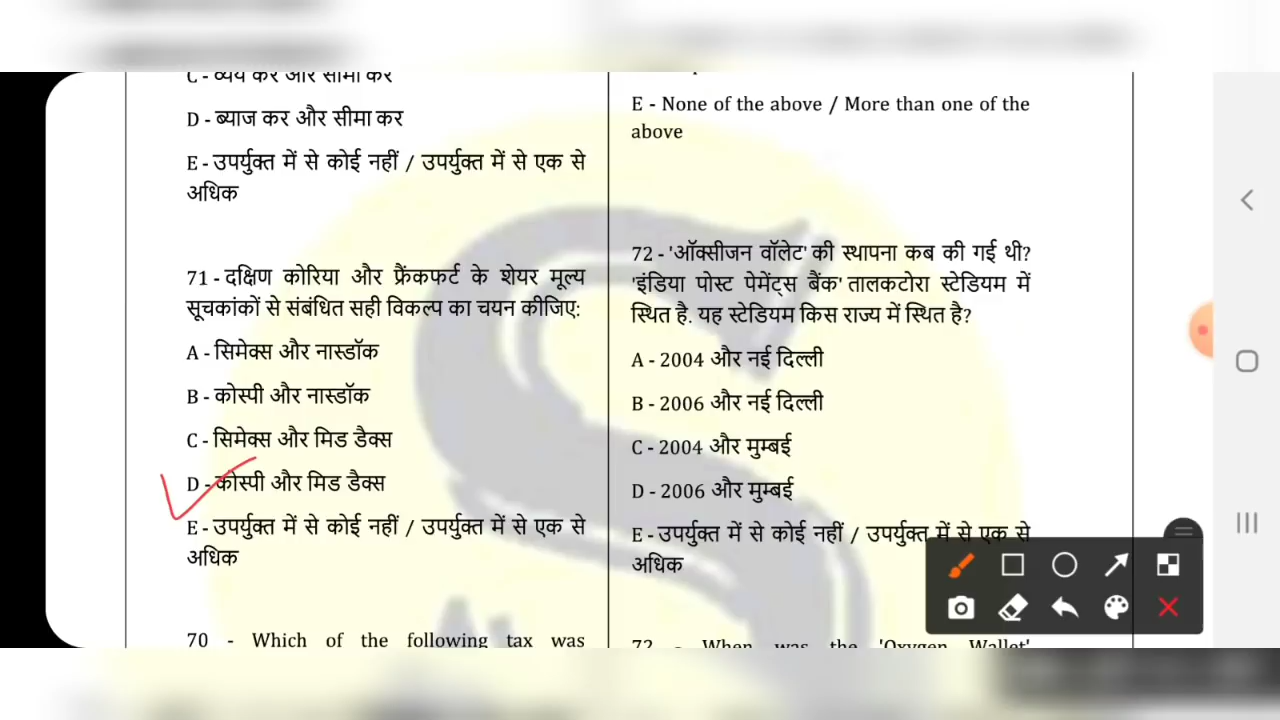 C - व्यय कर और सीमा कर
D - ब्याज कर और सीमा कर
E - उपर्युक्त में से कोई नहीं / उपर्युक्त में से एक से
अधिक
71 - दक्षिण कोरिया और फ्रैंकफर्ट के शेयर मूल्य
सूचकांकों से संबंधित सही विकल्प का चयन कीजिए:
A - सिमेक्स और नास्डॉक
B - कोस्पी और नास्डॉक
C - सिमेक्स और मिड डैक्स
D - कोस्पी और मिड डैक्स
E - उपर्युक्त में से कोई नहीं / उपर्युक्त में से एक से
अधिक
70 - Which of the following tax was
E - None of the above / More than one of the
above
72 - 'ऑक्सीजन वॉलेट' की स्थापना कब की गई थी?
'इंडिया पोस्ट पेमेंट्स बैंक' तालकटोरा स्टेडियम में
स्थित है. यह स्टेडियम किस राज्य में स्थित है?
A - 2004 और नई दिल्ली
B - 2006 और नई दिल्ली
C - 2004 और मुम्बई
D - 2006 और मुम्बई
E - उपर्युक्त में से कोई नहीं / उपर्युक्त में से एक से
अधिक
72 - When was the 'Oxygen Wallet'